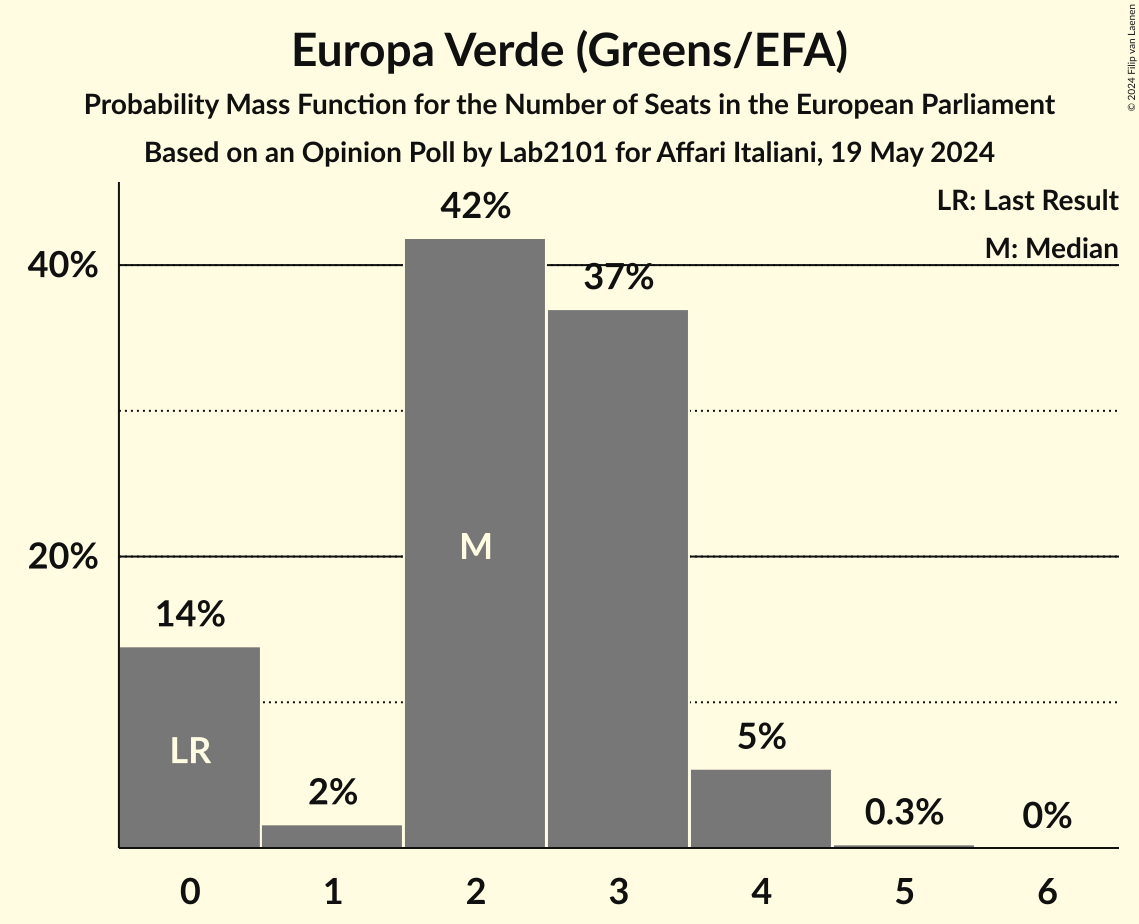 Europa Verde (Greens/EFA)
Probability Mass Function for the Number of Seats in the European Parliament
Based on an Opinion Poll by Lab2101 for Affari Italiani, 19 May 2024
© 2024 Filip van Laenen
LR: Last Result
M: Median
42%
40%
37%
M
20%
14%
LR
2%
5%
0.3%
0%
0 1 2 3 4 5 6